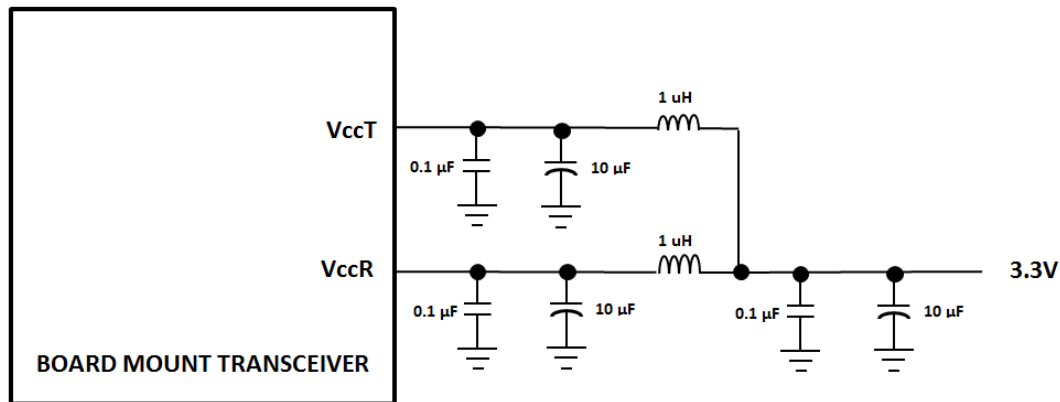 1 uH
VccT
0.1 µF
10 µF
1 uH
VccR
3.3V
0.1 µF
10 µF
0.1 µF
10 µF
BOARD MOUNT TRANSCEIVER